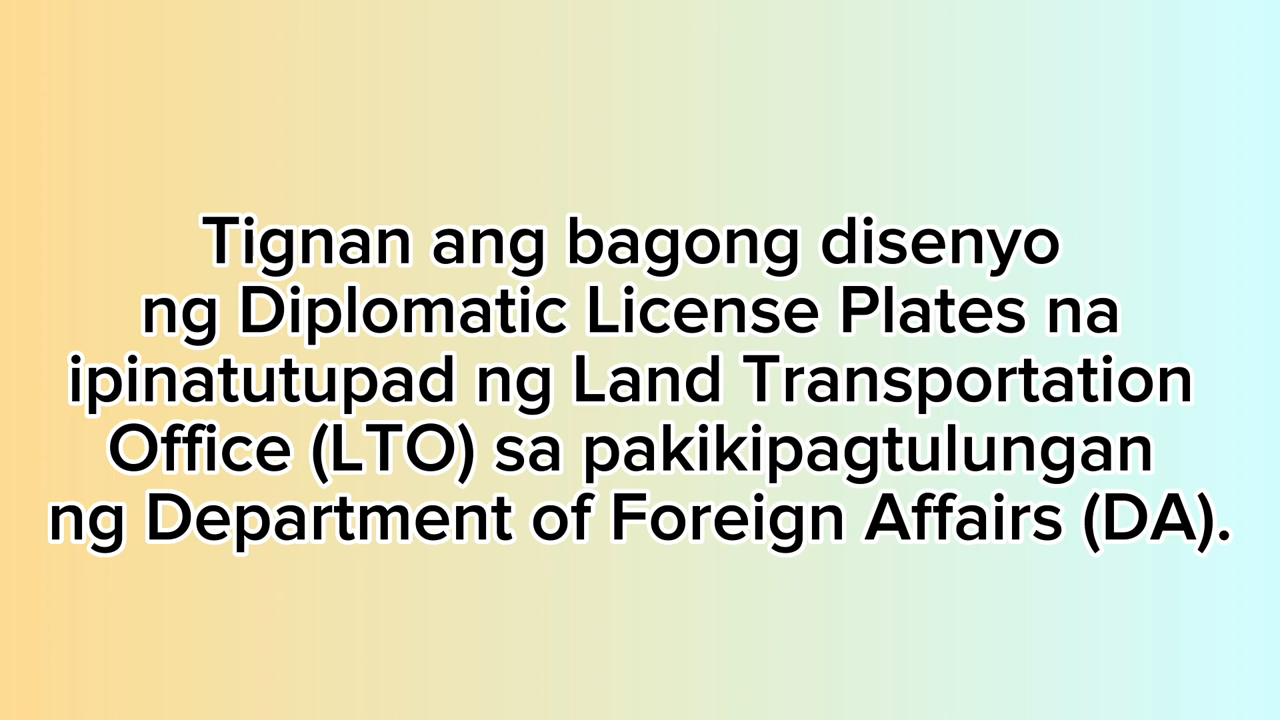 Tignan ang bagong disenyo
ng Diplomatic License Plates na
ipinatutupad ng Land Transportation
Office (LTO) sa pakikipagtulungan
ng Department of Foreign Affairs (DA).